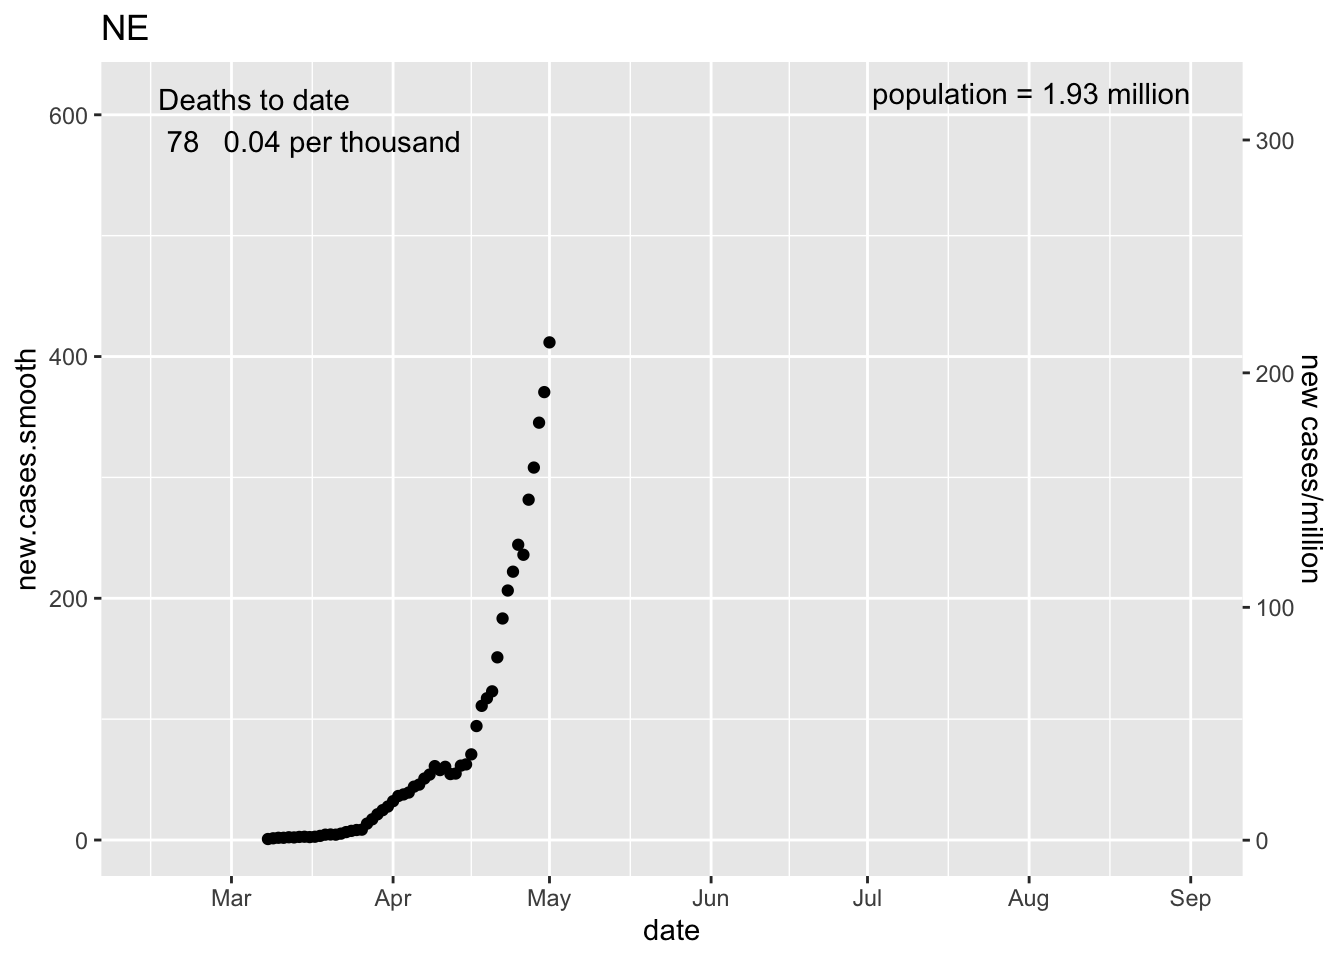 NE
Deaths to date
78 0.04 per thousand
population = 1.93 million
new.cases.smooth
600
400
200
0
300
200
100
0
new cases/million
Mar Apr May Jun Jul Aug Sep
date